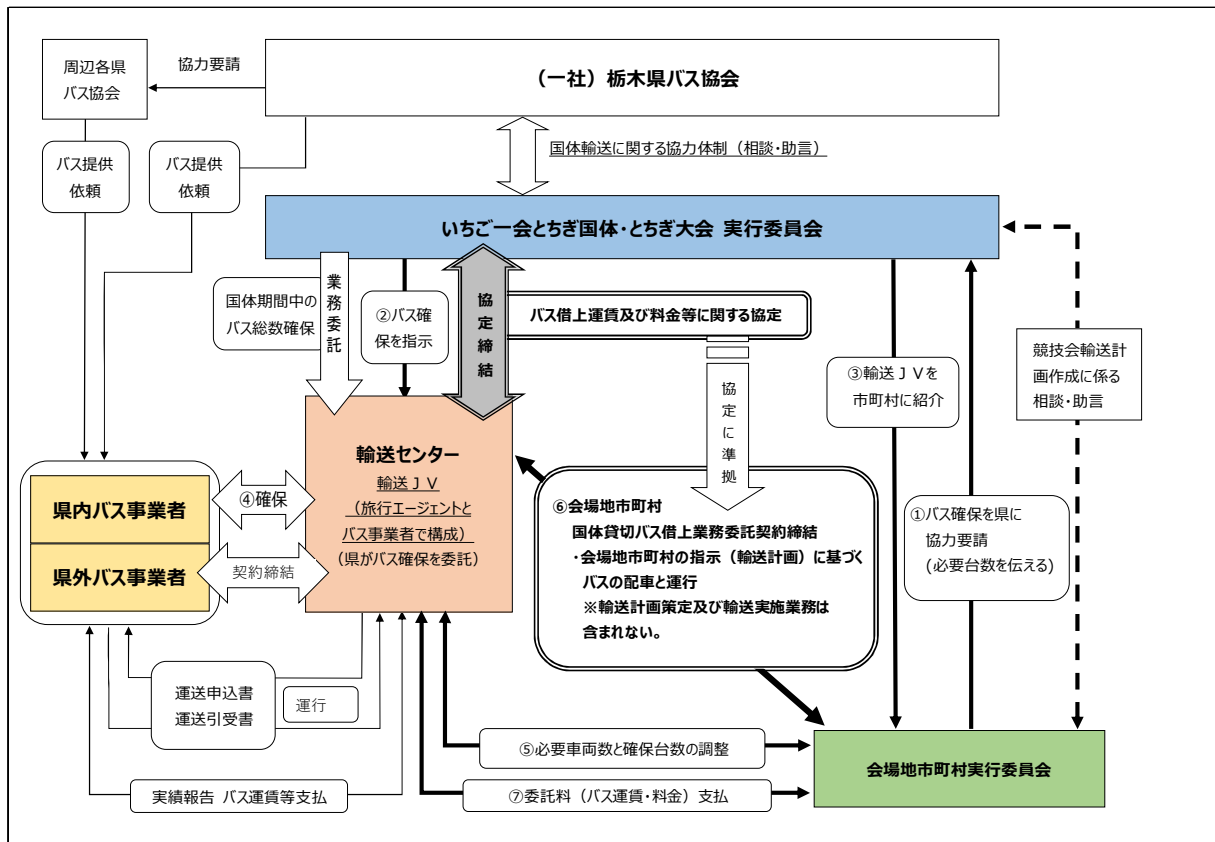 周辺各県
バス協会
協力要請
（一社）栃木県バス協会
バス提供
依頼
バス提供
依頼
国体輸送に関する協力体制（相談・助言）
いちご一会とちぎ国体・とちぎ大会 実行委員会
国体期間中の
バス総数確保
業務委託
②バス確
保を指示
協定締結
バス借上運賃及び料金等に関する協定
協定に準拠
③輸送ＪＶを
市町村に紹介
競技会輸送計
画作成に係る
相談・助言
①バス確保を県に
協力要請
(必要台数を伝える)
輸送センター
輸送ＪＶ
（旅行エージェントと
バス事業者で構成）
(県がバス確保を委託)
県内バス事業者
県外バス事業者
④確保
契約締結
⑥会場地市町村
国体貸切バス借上業務委託契約締結
・会場地市町村の指示（輸送計画）に基づく
バスの配車と運行
※輸送計画策定及び輸送実施業務は
含まれない。
運送申込書
運送引受書
運行
⑤必要車両数と確保台数の調整
会場地市町村実行委員会
実績報告 バス運賃等支払
⑦委託料（バス運賃・料金）支払